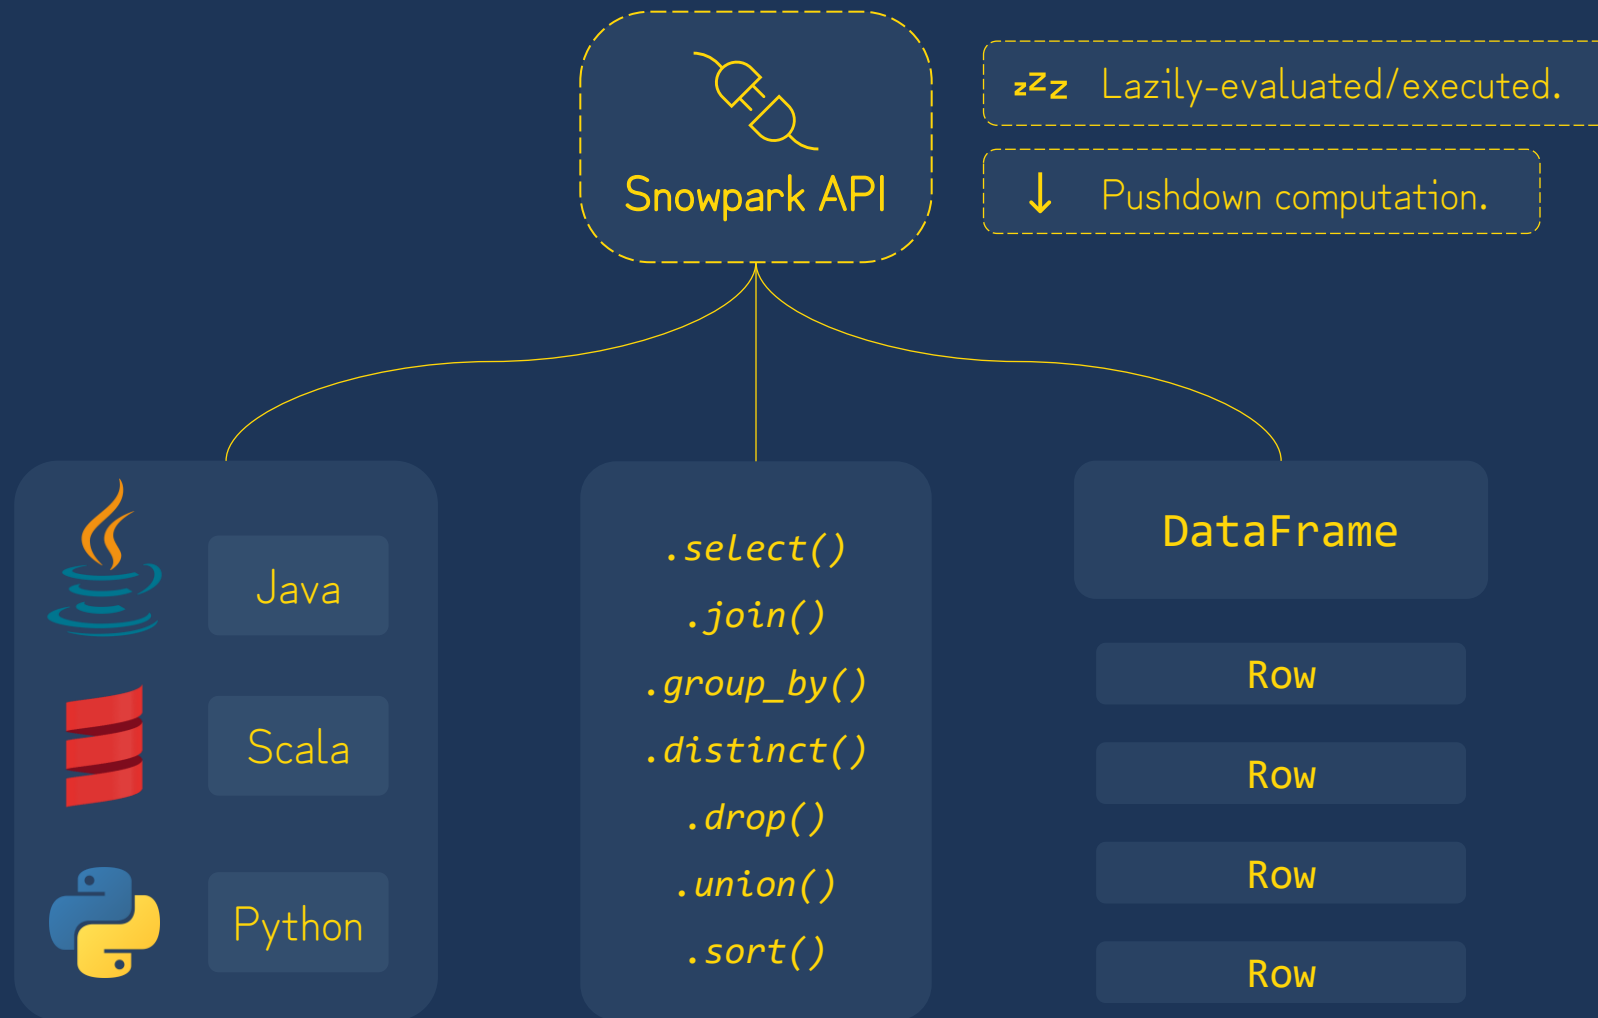 Snowpark API
zZZ Lazily-evaluated/executed.
↓ Pushdown computation.
Java
Scala
Python
.select()
.join()
.group_by()
.distinct()
.drop()
.union()
.sort()
DataFrame
Row
Row
Row
Row